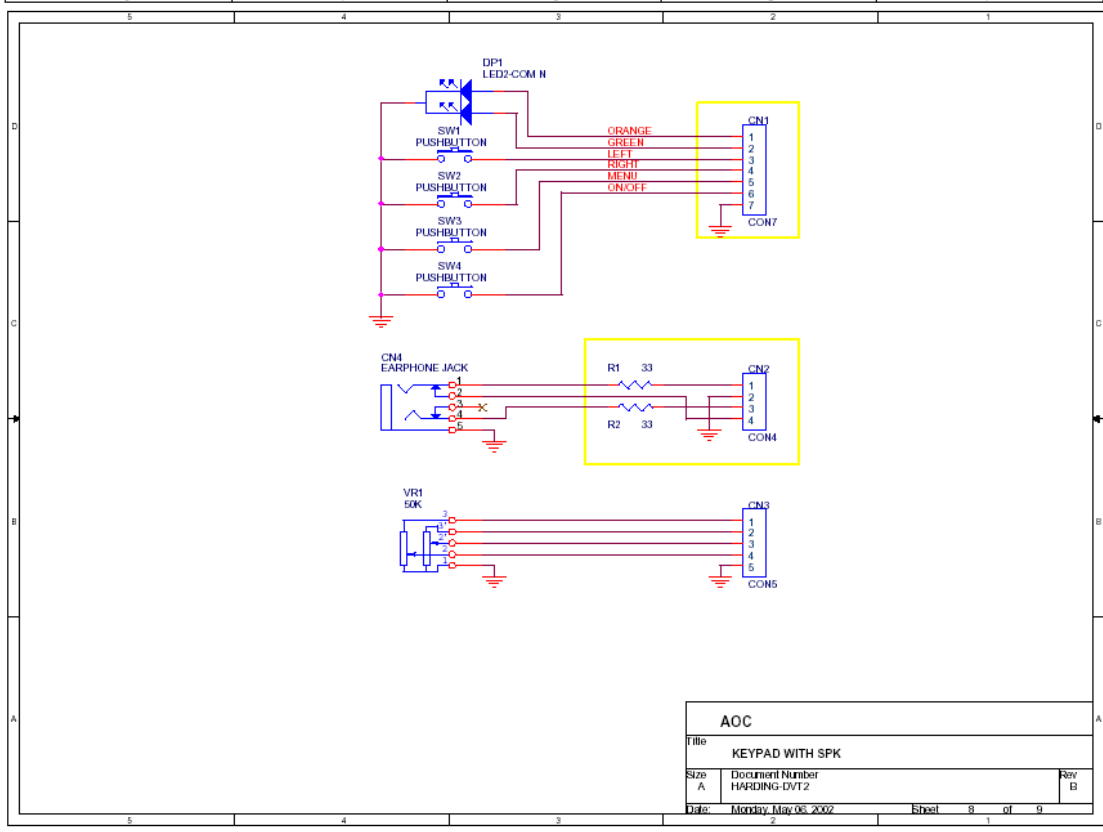 5 4 3 2 1
DP1
LED2-COM N
D
D
SW1
PUSHBUTTON
SW2
PUSHBUTTON
SW3
PUSHBUTTON
SW4
PUSHBUTTON
ORANGE
GREEN
LEFT
RIGHT
MENU
ON/OFF
CN1
1
2
3
4
5
6
7
CON7
C
C
CN4
EARPHONE JACK
1
2
3
4
5
R1 33
R2 33
CN2
1
2
3
4
CON4
B
B
VR1
50K
3
3'
2'
2
1
CN3
1
2
3
4
5
CON5
A
A
AOC
Title
KEYPAD WITH SPK
Size
A
Document Number
HARDING-DVT2
Rev
B
Date: Monday, May 06, 2002 Sheet 8 of 9
5 4 3 2 1